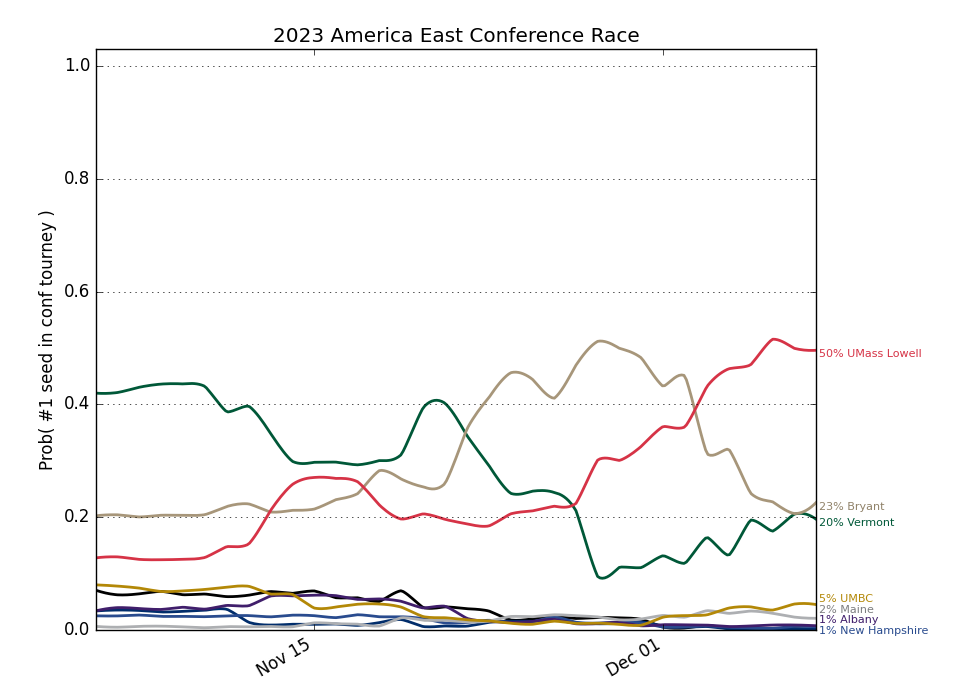 2023 America East Conference Race
Prob( #1 seed in conf tourney )
1.0
0.8
0.6
0.4
0.2
0.0
Nov 15
Dec 01
50% UMass Lowell
23% Bryant
20% Vermont
5% UMBC
2% Maine
1% Albany
1% New Hampshire